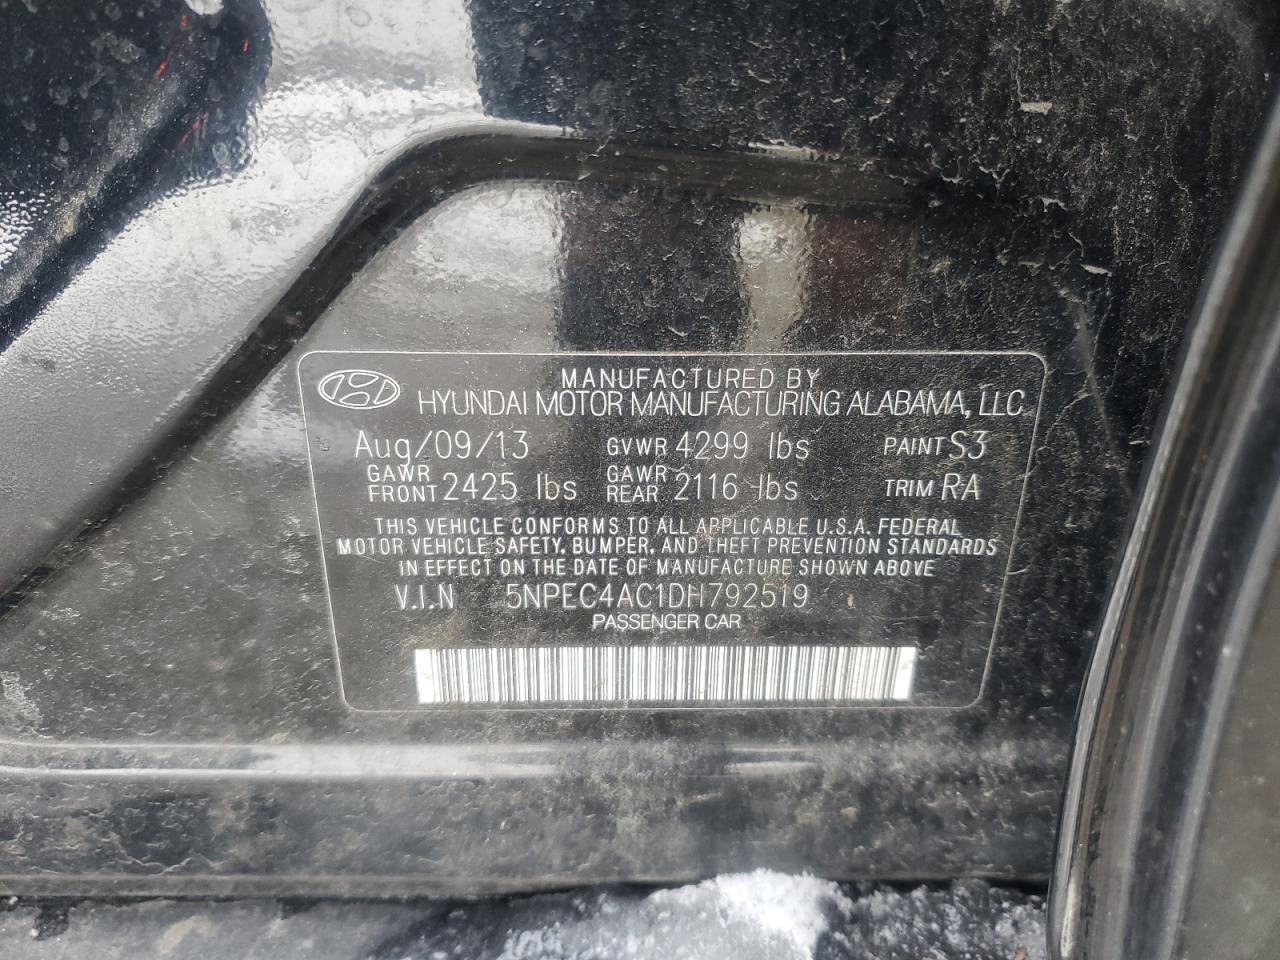 MANUFACTURED BY
HYUNDAI MOTOR MANUFACTURING ALABAMA, LLC
Aug/09/13 GVWR 4299 lbs PAINT S3
GAWR FRONT 2425 lbs GAWR REAR 2116 lbs TRIM RA
THIS VEHICLE CONFORMS TO ALL APPLICABLE U.S.A. FEDERAL
MOTOR VEHICLE SAFETY, BUMPER, AND THEFT PREVENTION STANDARDS
IN EFFECT ON THE DATE OF MANUFACTURE SHOWN ABOVE
V.I.N 5NPEC4AC1DH792519
PASSENGER CAR